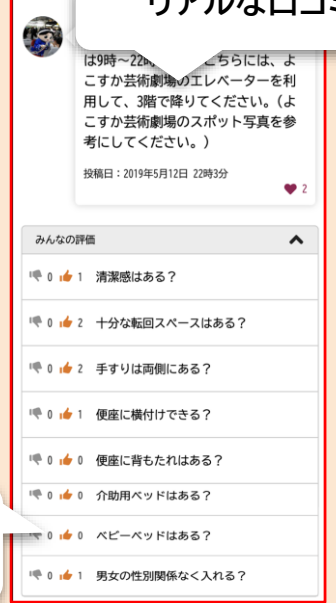 リアルな口コミ
は9時～22時
こちらには、よ
こすか芸術劇場のエレベーターを利
用して、3階で降りてください。(よ
こすか芸術劇場のスポット写真を参
考にしてください。)
投稿日：2019年5月12日 22時3分
2
みんなの評価
0 1 清潔感はある？
0 2 十分な転回スペースはある？
0 2 手すりは両側にある？
0 1 便座に横付けできる？
0 0 便座に背もたれはある？
0 0 介助用ベッドはある？
0 0 ベビーベッドはある？
0 1 男女の性別関係なく入れる？